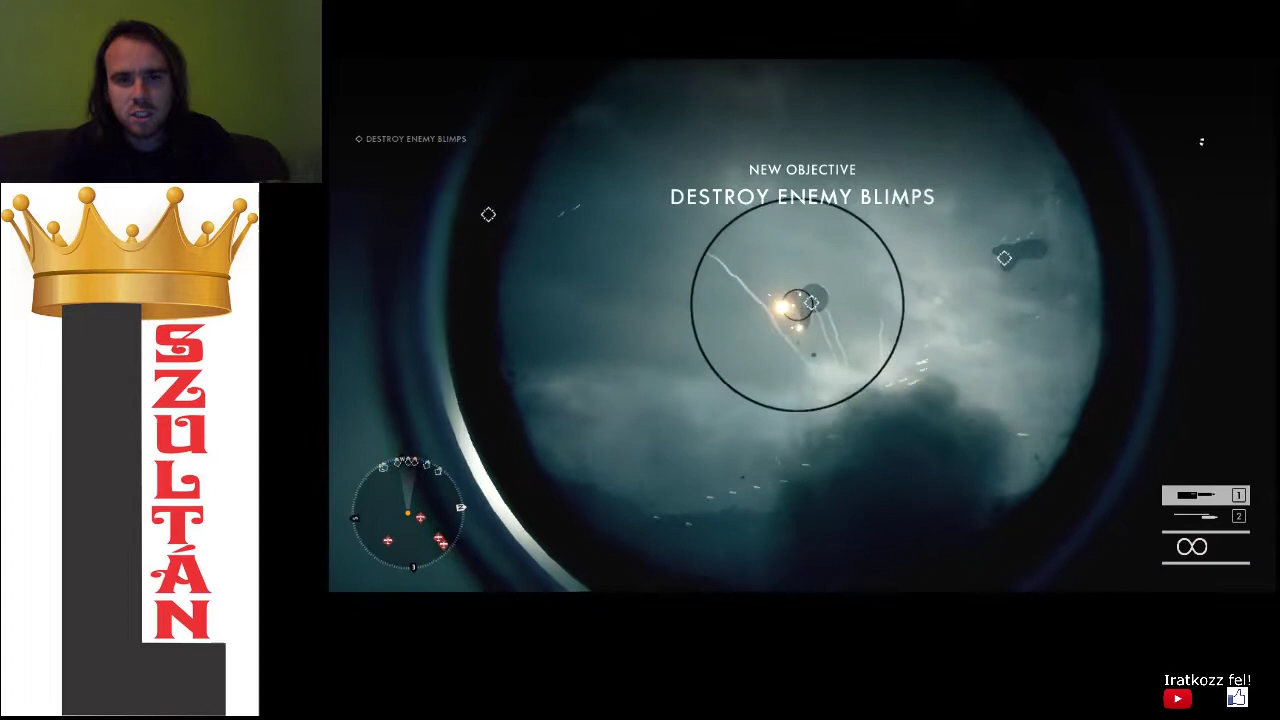 DESTROY ENEMY BLIMPS
NEW OBJECTIVE
DESTROY ENEMY BLIMPS
SZULTÁN
1
2
Iratkozz fel!